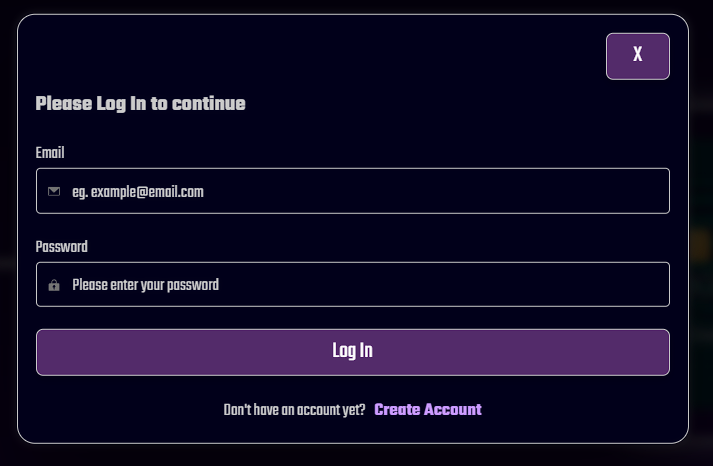 X
Please Log In to continue
Email
eg. example@email.com
Password
Please enter your password
Log In
Don't have an account yet? Create Account